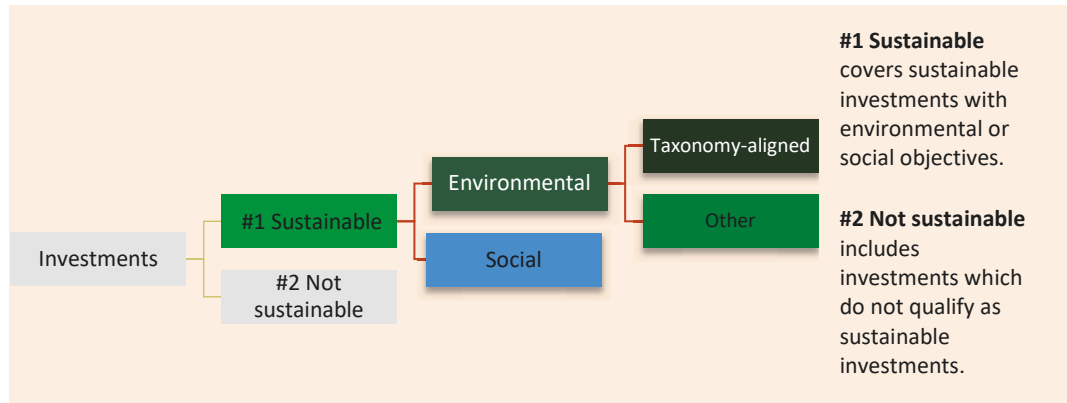 Investments
#1 Sustainable
#2 Not
sustainable
Environmental
Social
Taxonomy-aligned
Other
#1 Sustainable
covers sustainable
investments with
environmental or
social objectives.
#2 Not sustainable
includes
investments which
do not qualify as
sustainable
investments.